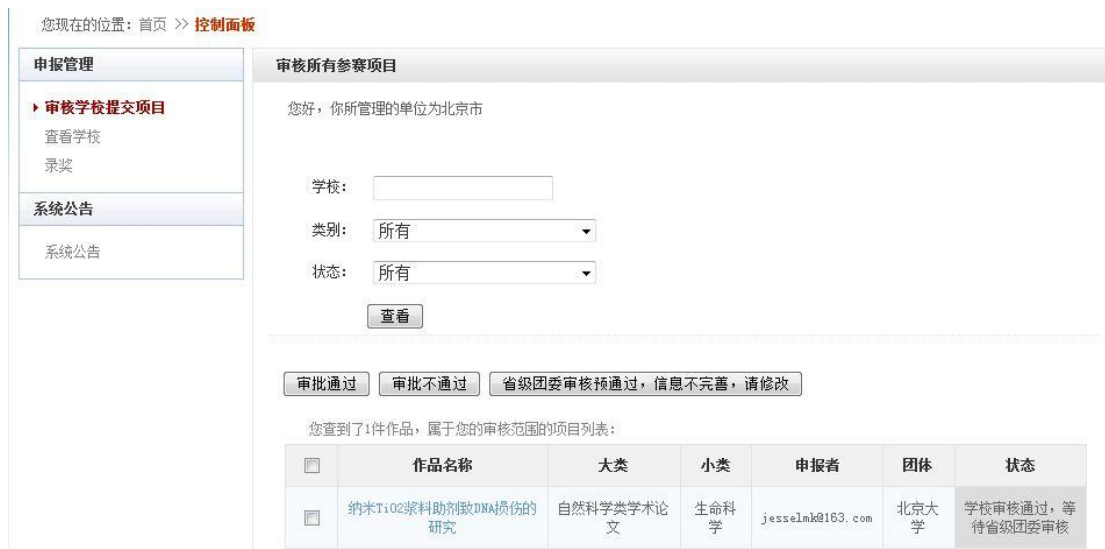 您现在的位置：首页 >> 控制面板
申报管理
审核学校提交项目
查看学校
录奖
系统公告
系统公告
审核所有参赛项目
您好，你所管理的单位为北京市
学校：
类别： 所有
状态： 所有
查看
审批通过 审批不通过 省级团委审核预通过，信息不完善，请修改
您查到了1件作品，属于您的审核范围的项目列表：
作品名称 大类 小类 申报者 团体 状态
纳米TiO2浆料助剂致DNA损伤的 自然科学类学术论 生命科 jesselmk@163.com 北京大 学校审核通过，等
研究 文 学 学 待省级团委审核